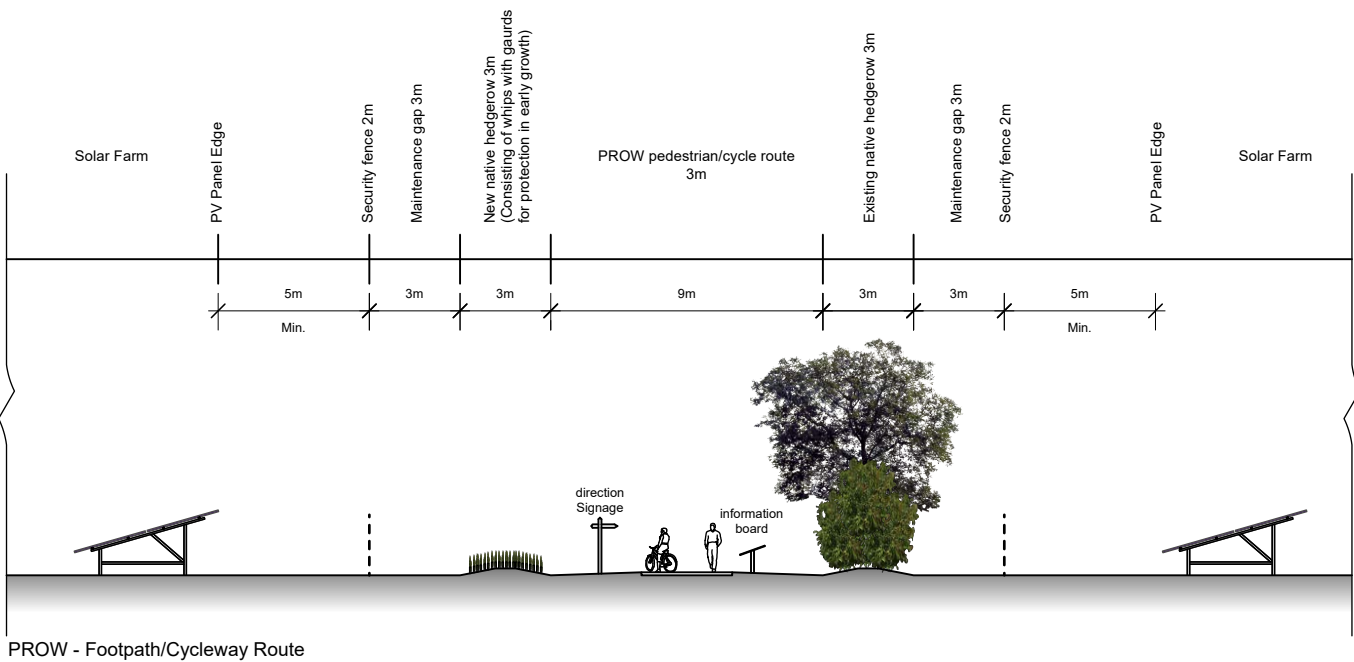 Solar Farm
PV Panel Edge
Security fence 2m
Maintenance gap 3m
New native hedgerow 3m
(Consisting of whips with gaurds
for protection in early growth)
PROW pedestrian/cycle route
3m
Existing native hedgerow 3m
Maintenance gap 3m
Security fence 2m
PV Panel Edge
Solar Farm
5m
Min.
3m
3m
9m
3m
3m
5m
Min.
direction
Signage
information
board
PROW - Footpath/Cycleway Route